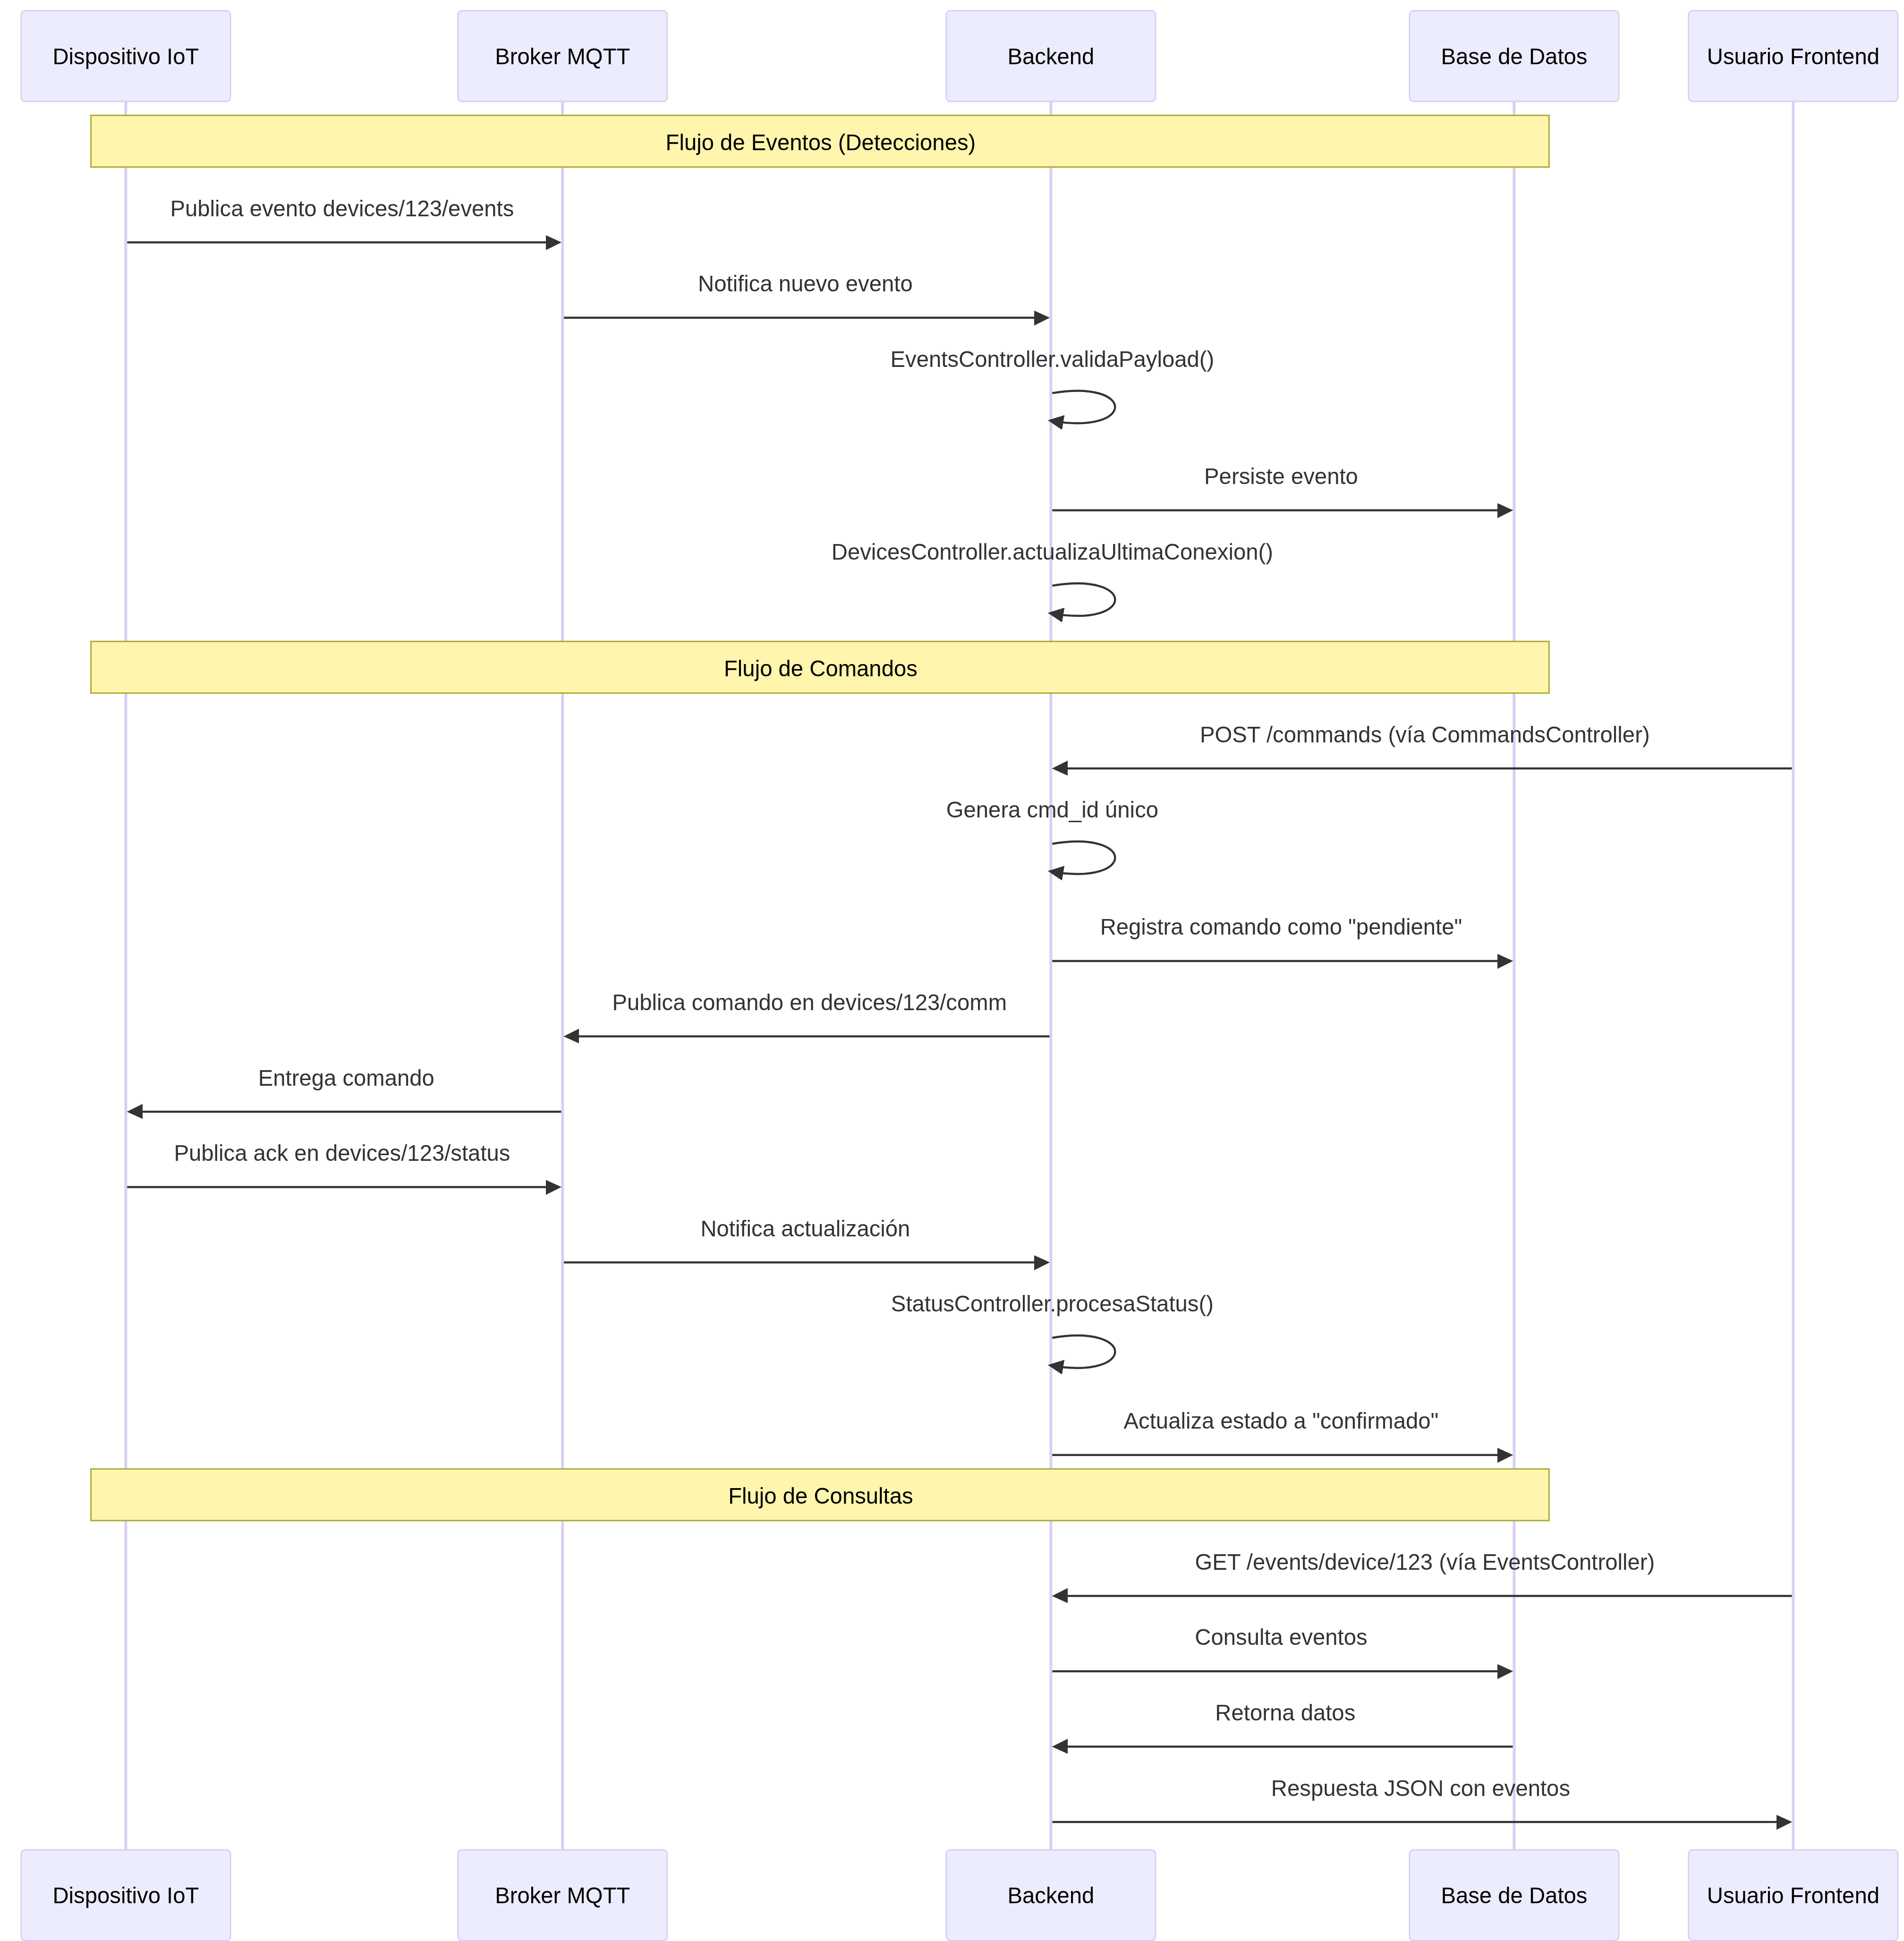 Dispositivo IoT
Broker MQTT
Backend
Base de Datos
Usuario Frontend
Flujo de Eventos (Detecciones)
Publica evento devices/123/events
Notifica nuevo evento
EventsController.validaPayload()
Persiste evento
DevicesController.actualizaUltimaConexion()
Flujo de Comandos
POST /commands (vía CommandsController)
Genera cmd_id único
Registra comando como "pendiente"
Publica comando en devices/123/comm
Entrega comando
Publica ack en devices/123/status
Notifica actualización
StatusController.procesaStatus()
Actualiza estado a "confirmado"
Flujo de Consultas
GET /events/device/123 (vía EventsController)
Consulta eventos
Retorna datos
Respuesta JSON con eventos
Dispositivo IoT
Broker MQTT
Backend
Base de Datos
Usuario Frontend